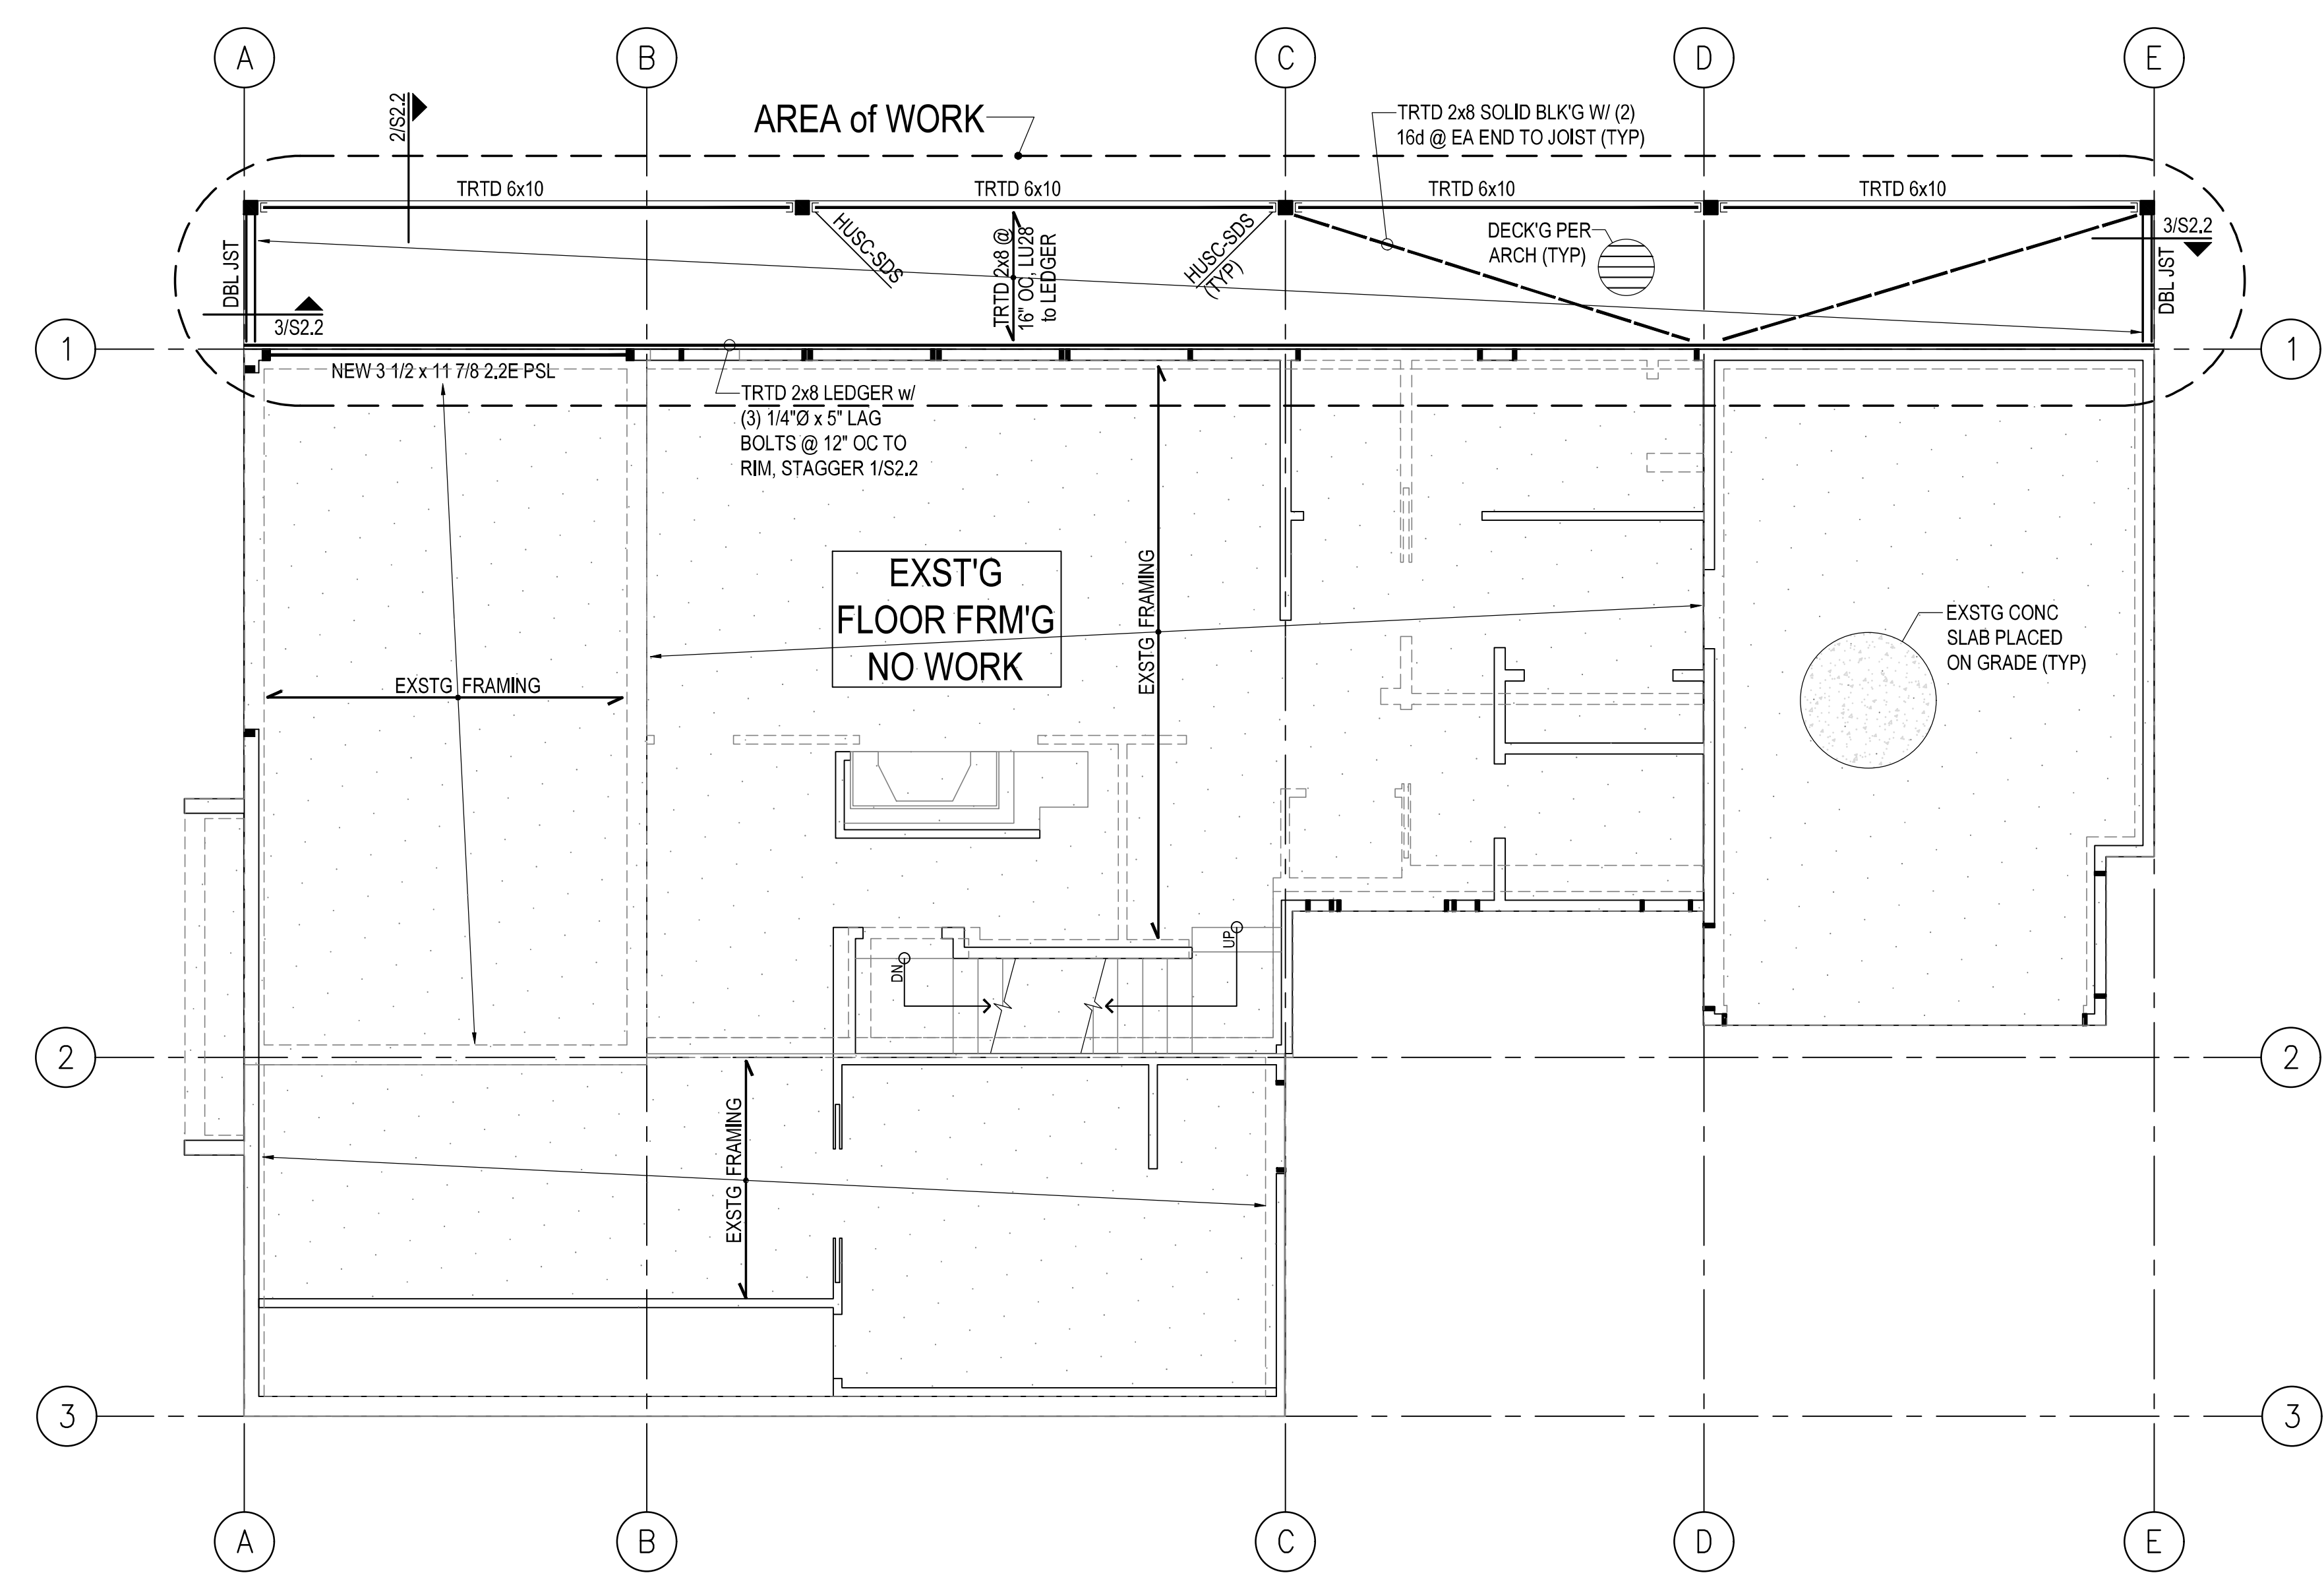 A
B
C
D
E
2/S2.2
AREA of WORK
TRTD 2x8 SOLID BLK'G W/ (2)
16d @ EA END TO JOIST (TYP)
TRTD 6x10
TRTD 6x10
TRTD 6x10
TRTD 6x10
DBL JST
3/S2.2
HUSC-SDS
TRTD 2x8 @
16" OC, LU28
to LEDGER
HUSC-SDS
(TYP)
DECK'G PER
ARCH (TYP)
3/S2.2
DBL JST
1
1
NEW 3 1/2 x 11 7/8 2.2E PSL
TRTD 2x8 LEDGER w/
(3) 1/4"Ø x 5" LAG
BOLTS @ 12" OC TO
RIM, STAGGER 1/S2.2
EXST'G
FLOOR FRM'G
NO WORK
EXSTG FRAMING
EXSTG FRAMING
EXSTG CONC
SLAB PLACED
ON GRADE (TYP)
DN
UP
2
2
EXSTG FRAMING
3
3
A
B
C
D
E